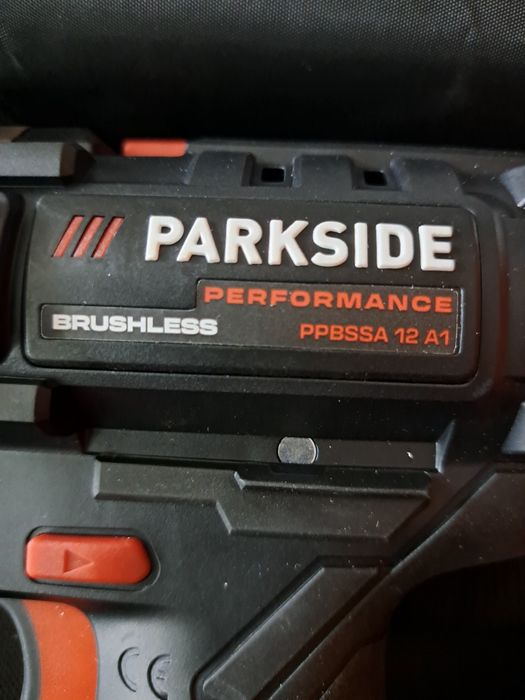 PARKSIDE
PERFORMANCE
BRUSHLESS
PPBSSA 12 A1
CE